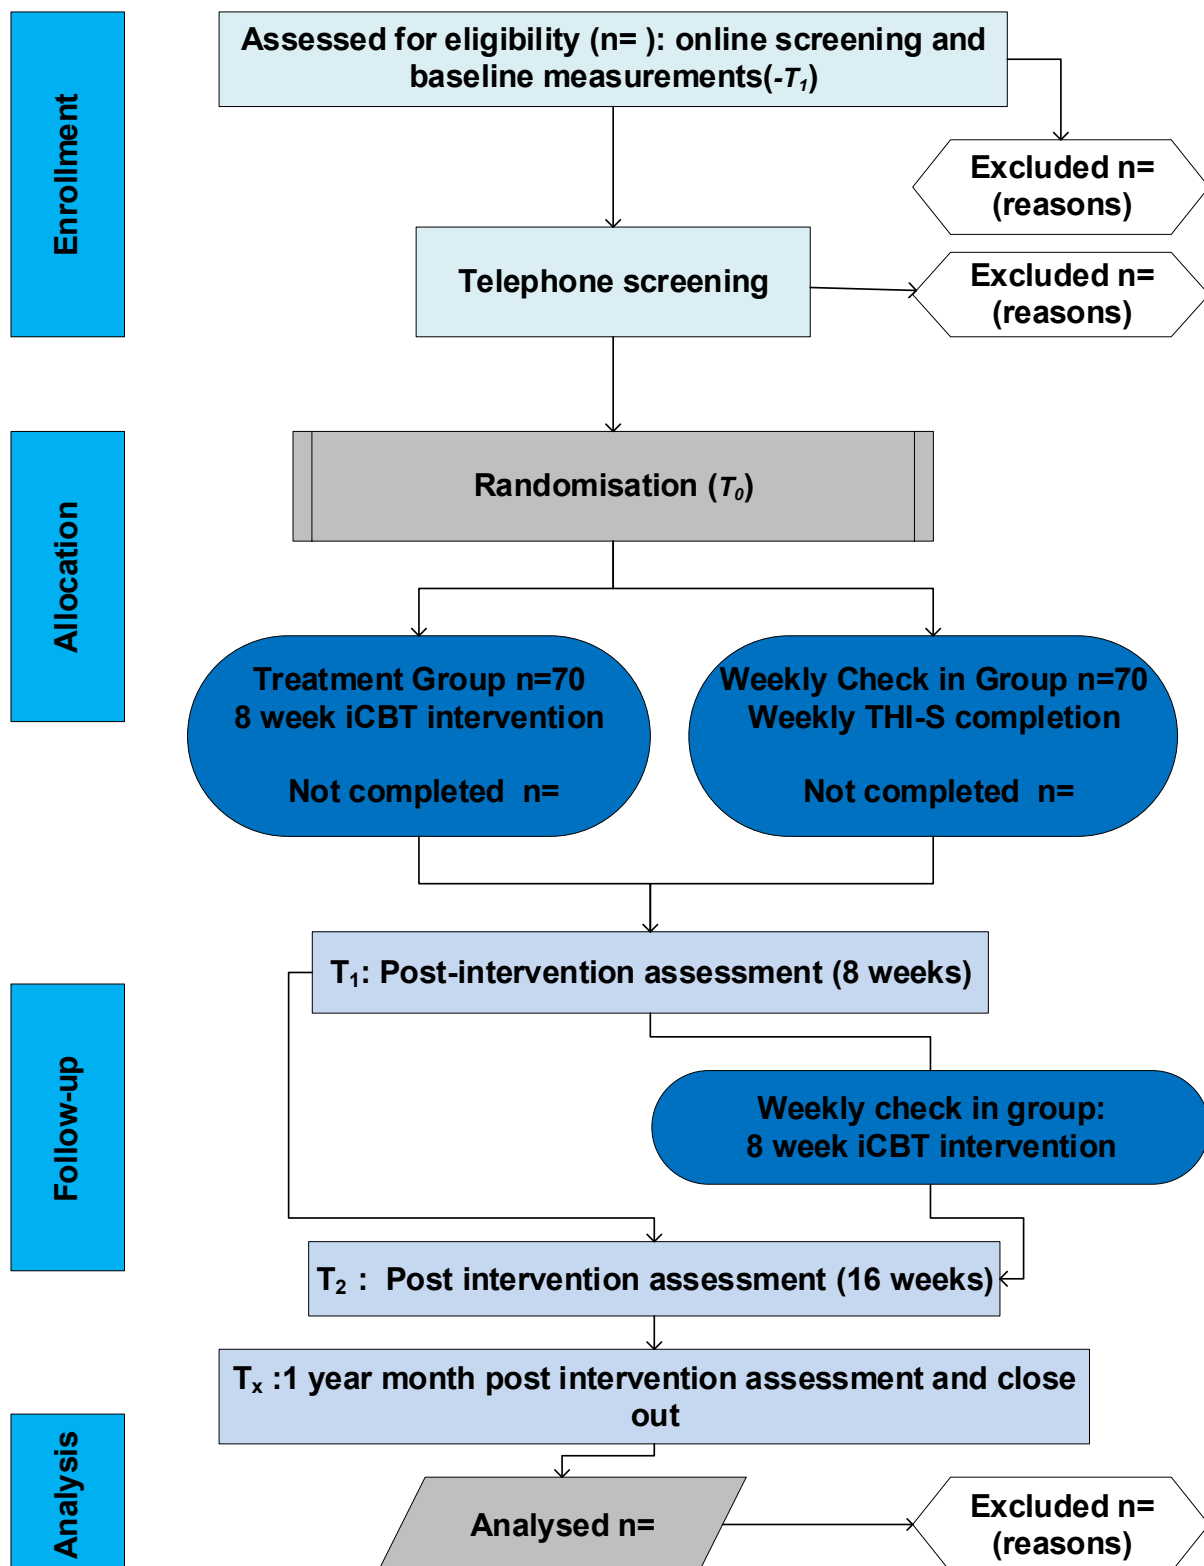 Enrollment
Assessed for eligibility (n= ): online screening and
baseline measurements(-T₁)
Excluded n=
(reasons)
Telephone screening
Excluded n=
(reasons)
Allocation
Randomisation (T₀)
Treatment Group n=70
8 week iCBT intervention
Not completed  n=
Weekly Check in Group n=70
Weekly THI-S completion
Not completed  n=
Follow-up
T₁: Post-intervention assessment (8 weeks)
Weekly check in group:
8 week iCBT intervention
T₂ :  Post intervention assessment (16 weeks)
Tₓ :1 year month post intervention assessment and close
out
Analysis
Analysed n=
Excluded n=
(reasons)